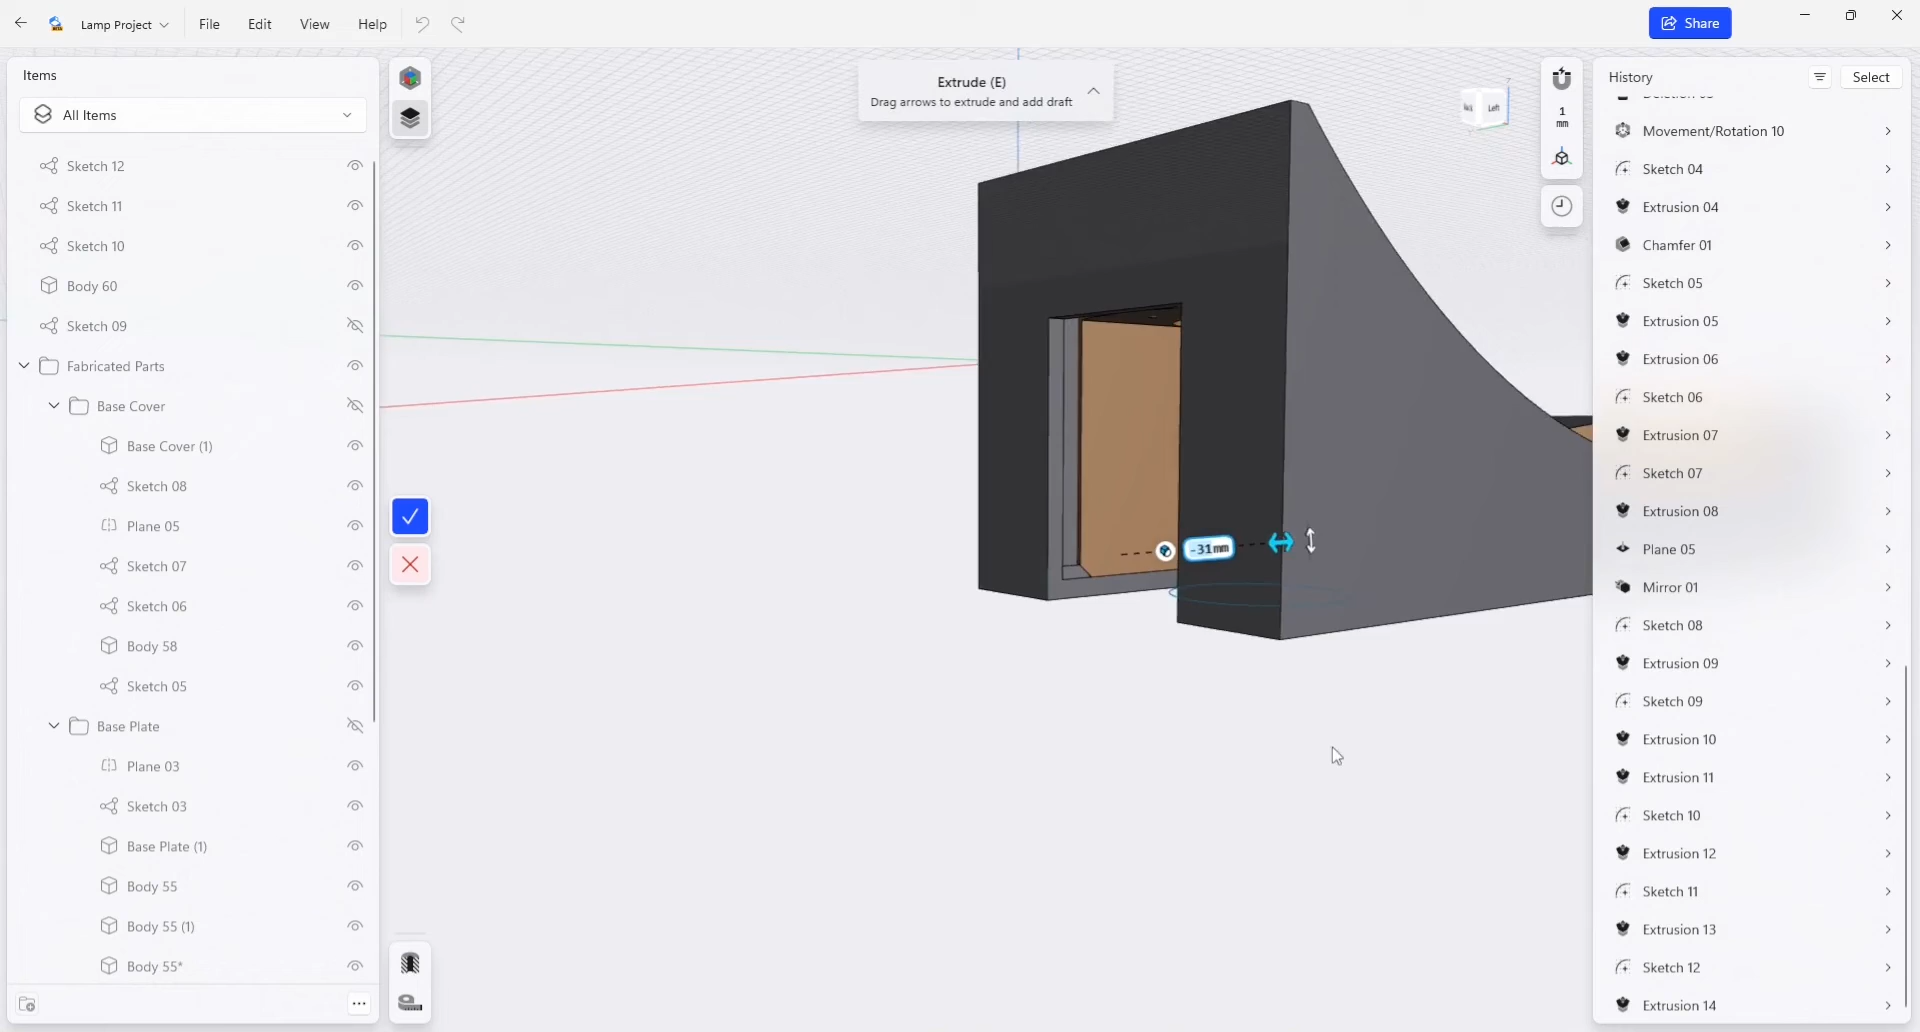 Lamp Project
File
Edit
View
Help
Share
Items
All Items
Sketch 12
Sketch 11
Sketch 10
Body 60
Sketch 09
Fabricated Parts
Base Cover
Base Cover (1)
Sketch 08
Plane 05
Sketch 07
Sketch 06
Body 58
Sketch 05
Base Plate
Plane 03
Sketch 03
Base Plate (1)
Body 55
Body 55 (1)
Body 55*
Extrude (E)
Drag arrows to extrude and add draft
-31mm
Left
1
mm
History
Select
Movement/Rotation 10
Sketch 04
Extrusion 04
Chamfer 01
Sketch 05
Extrusion 05
Extrusion 06
Sketch 06
Extrusion 07
Sketch 07
Extrusion 08
Plane 05
Mirror 01
Sketch 08
Extrusion 09
Sketch 09
Extrusion 10
Extrusion 11
Sketch 10
Extrusion 12
Sketch 11
Extrusion 13
Sketch 12
Extrusion 14